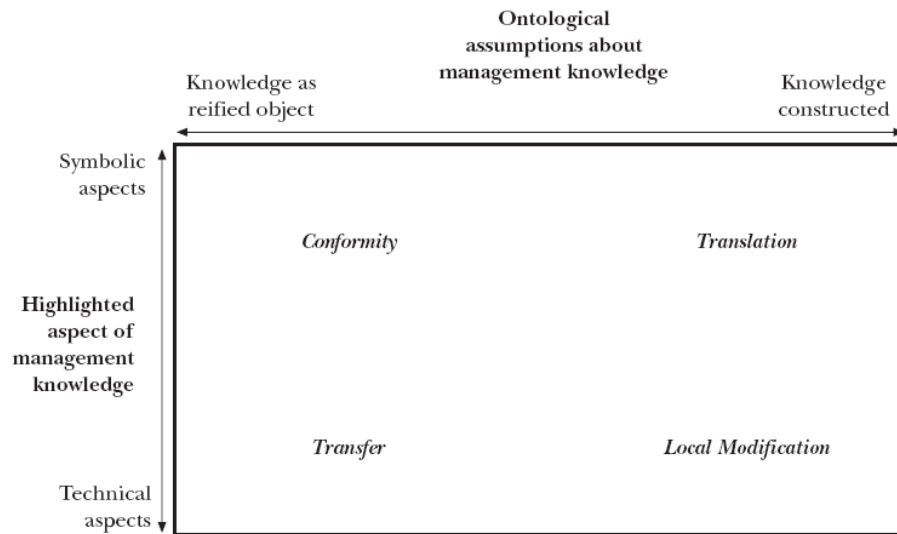 Ontological
assumptions about
management knowledge
Knowledge as
reified object
Knowledge
constructed
Symbolic
aspects
Conformity
Translation
Highlighted
aspect of
management
knowledge
Transfer
Local Modification
Technical
aspects